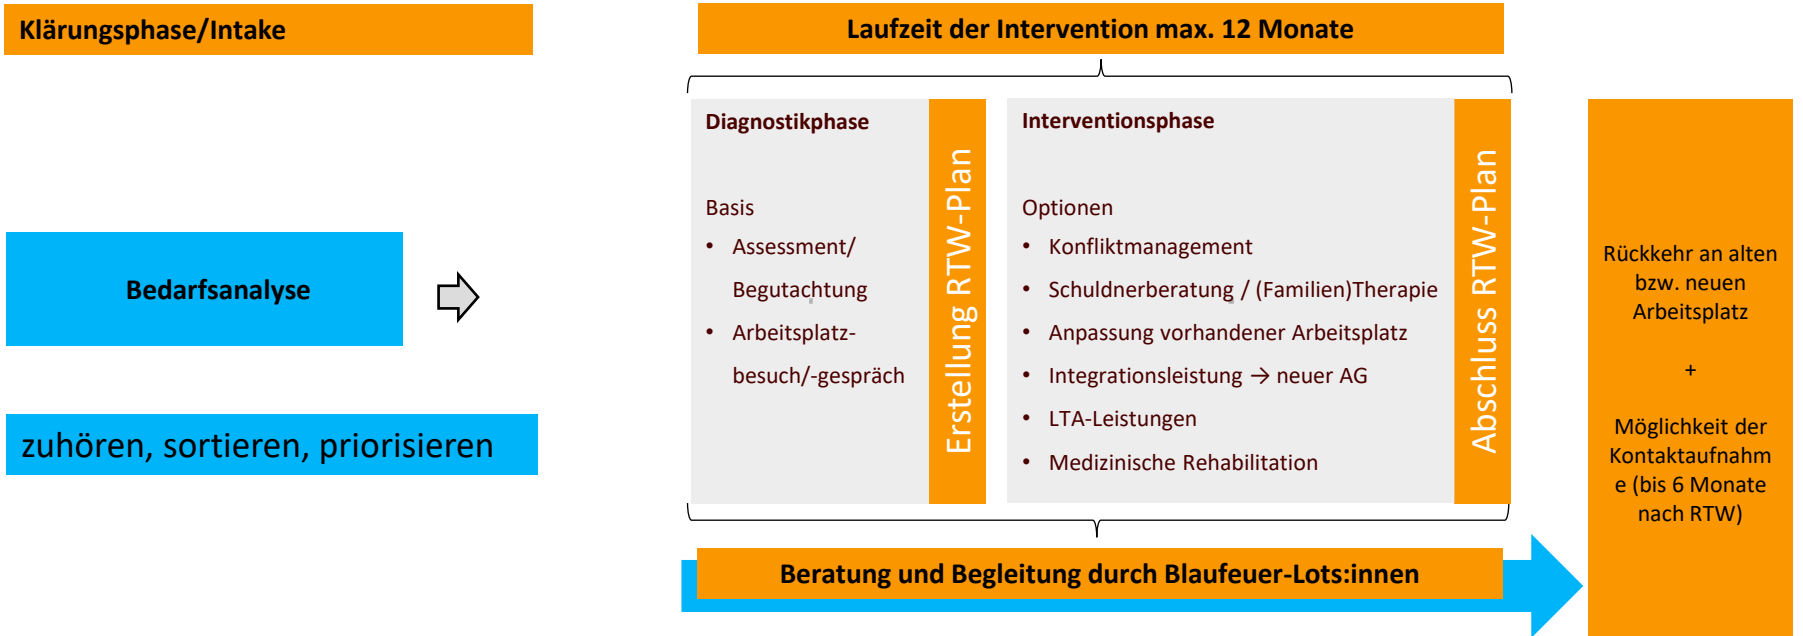 Klärungsphase/Intake
Bedarfsanalyse
zuhören, sortieren, priorisieren
Laufzeit der Intervention max. 12 Monate
Diagnostikphase
Basis
• Assessment/
Begutachtung
• Arbeitsplatz-
besuch/-gespräch
Erstellung RTW-Plan
Interventionsphase
Optionen
• Konfliktmanagement
• Schuldnerberatung / (Familien)Therapie
• Anpassung vorhandener Arbeitsplatz
• Integrationsleistung → neuer AG
• LTA-Leistungen
• Medizinische Rehabilitation
Abschluss RTW-Plan
Beratung und Begleitung durch Blaufeuer-Lots:innen
Rückkehr an alten
bzw. neuen
Arbeitsplatz
+
Möglichkeit der
Kontaktaufnahm
e (bis 6 Monate
nach RTW)